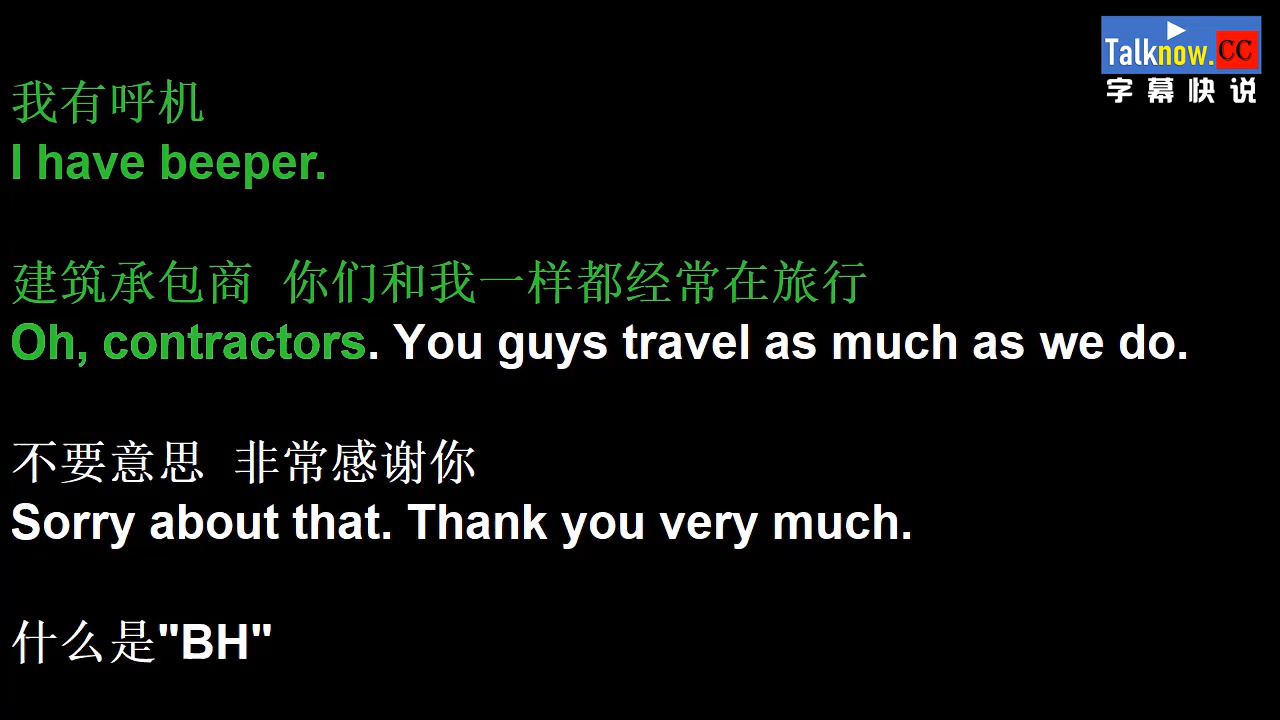 Talknow.CC
字幕快说
我有呼机
I have beeper.
建筑承包商 你们和我一样都经常在旅行
Oh, contractors. You guys travel as much as we do.
不要意思 非常感谢你
Sorry about that. Thank you very much.
什么是"BH"